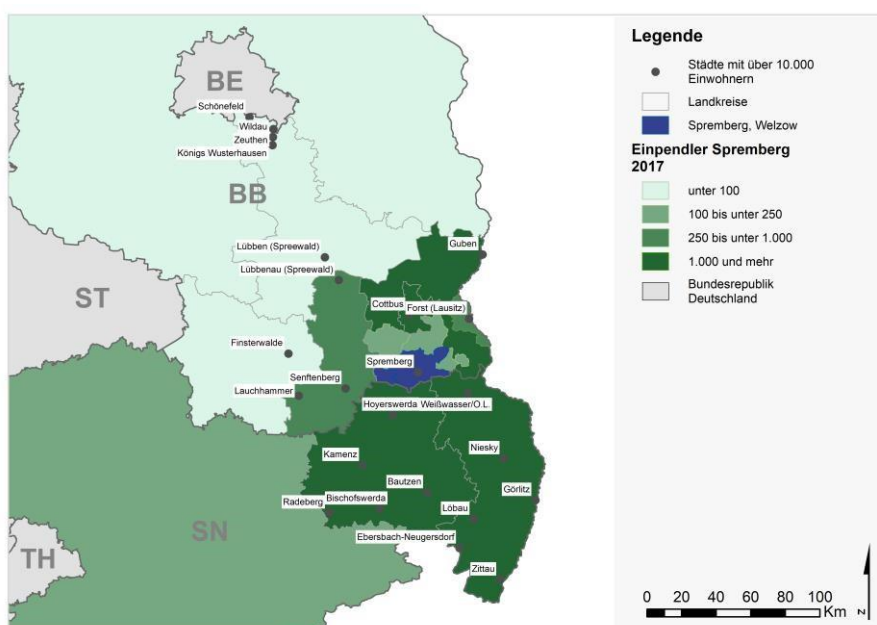 BE
Schönefeld
Wildau
Zeuthen
Königs Wusterhausen
BB
Lübben (Spreewald)
Guben
Lübbenau (Spreewald)
ST
Cottbus
Forst (Lausitz)
Finsterwalde
Spremberg
Senftenberg
Lauchhammer
Hoyerswerda
Weißwasser/O.L.
Kamenz
Niesky
Bautzen
Görlitz
Radeberg
Bischofswerda
Löbau
SN
Ebersbach-Neugersdorf
TH
Zittau
Legende
Städte mit über 10.000
Einwohnern
Landkreise
Spremberg, Welzow
Einpendler Spremberg
2017
unter 100
100 bis unter 250
250 bis unter 1.000
1.000 und mehr
Bundesrepublik
Deutschland
0 20 40 60 80 100
Km
N